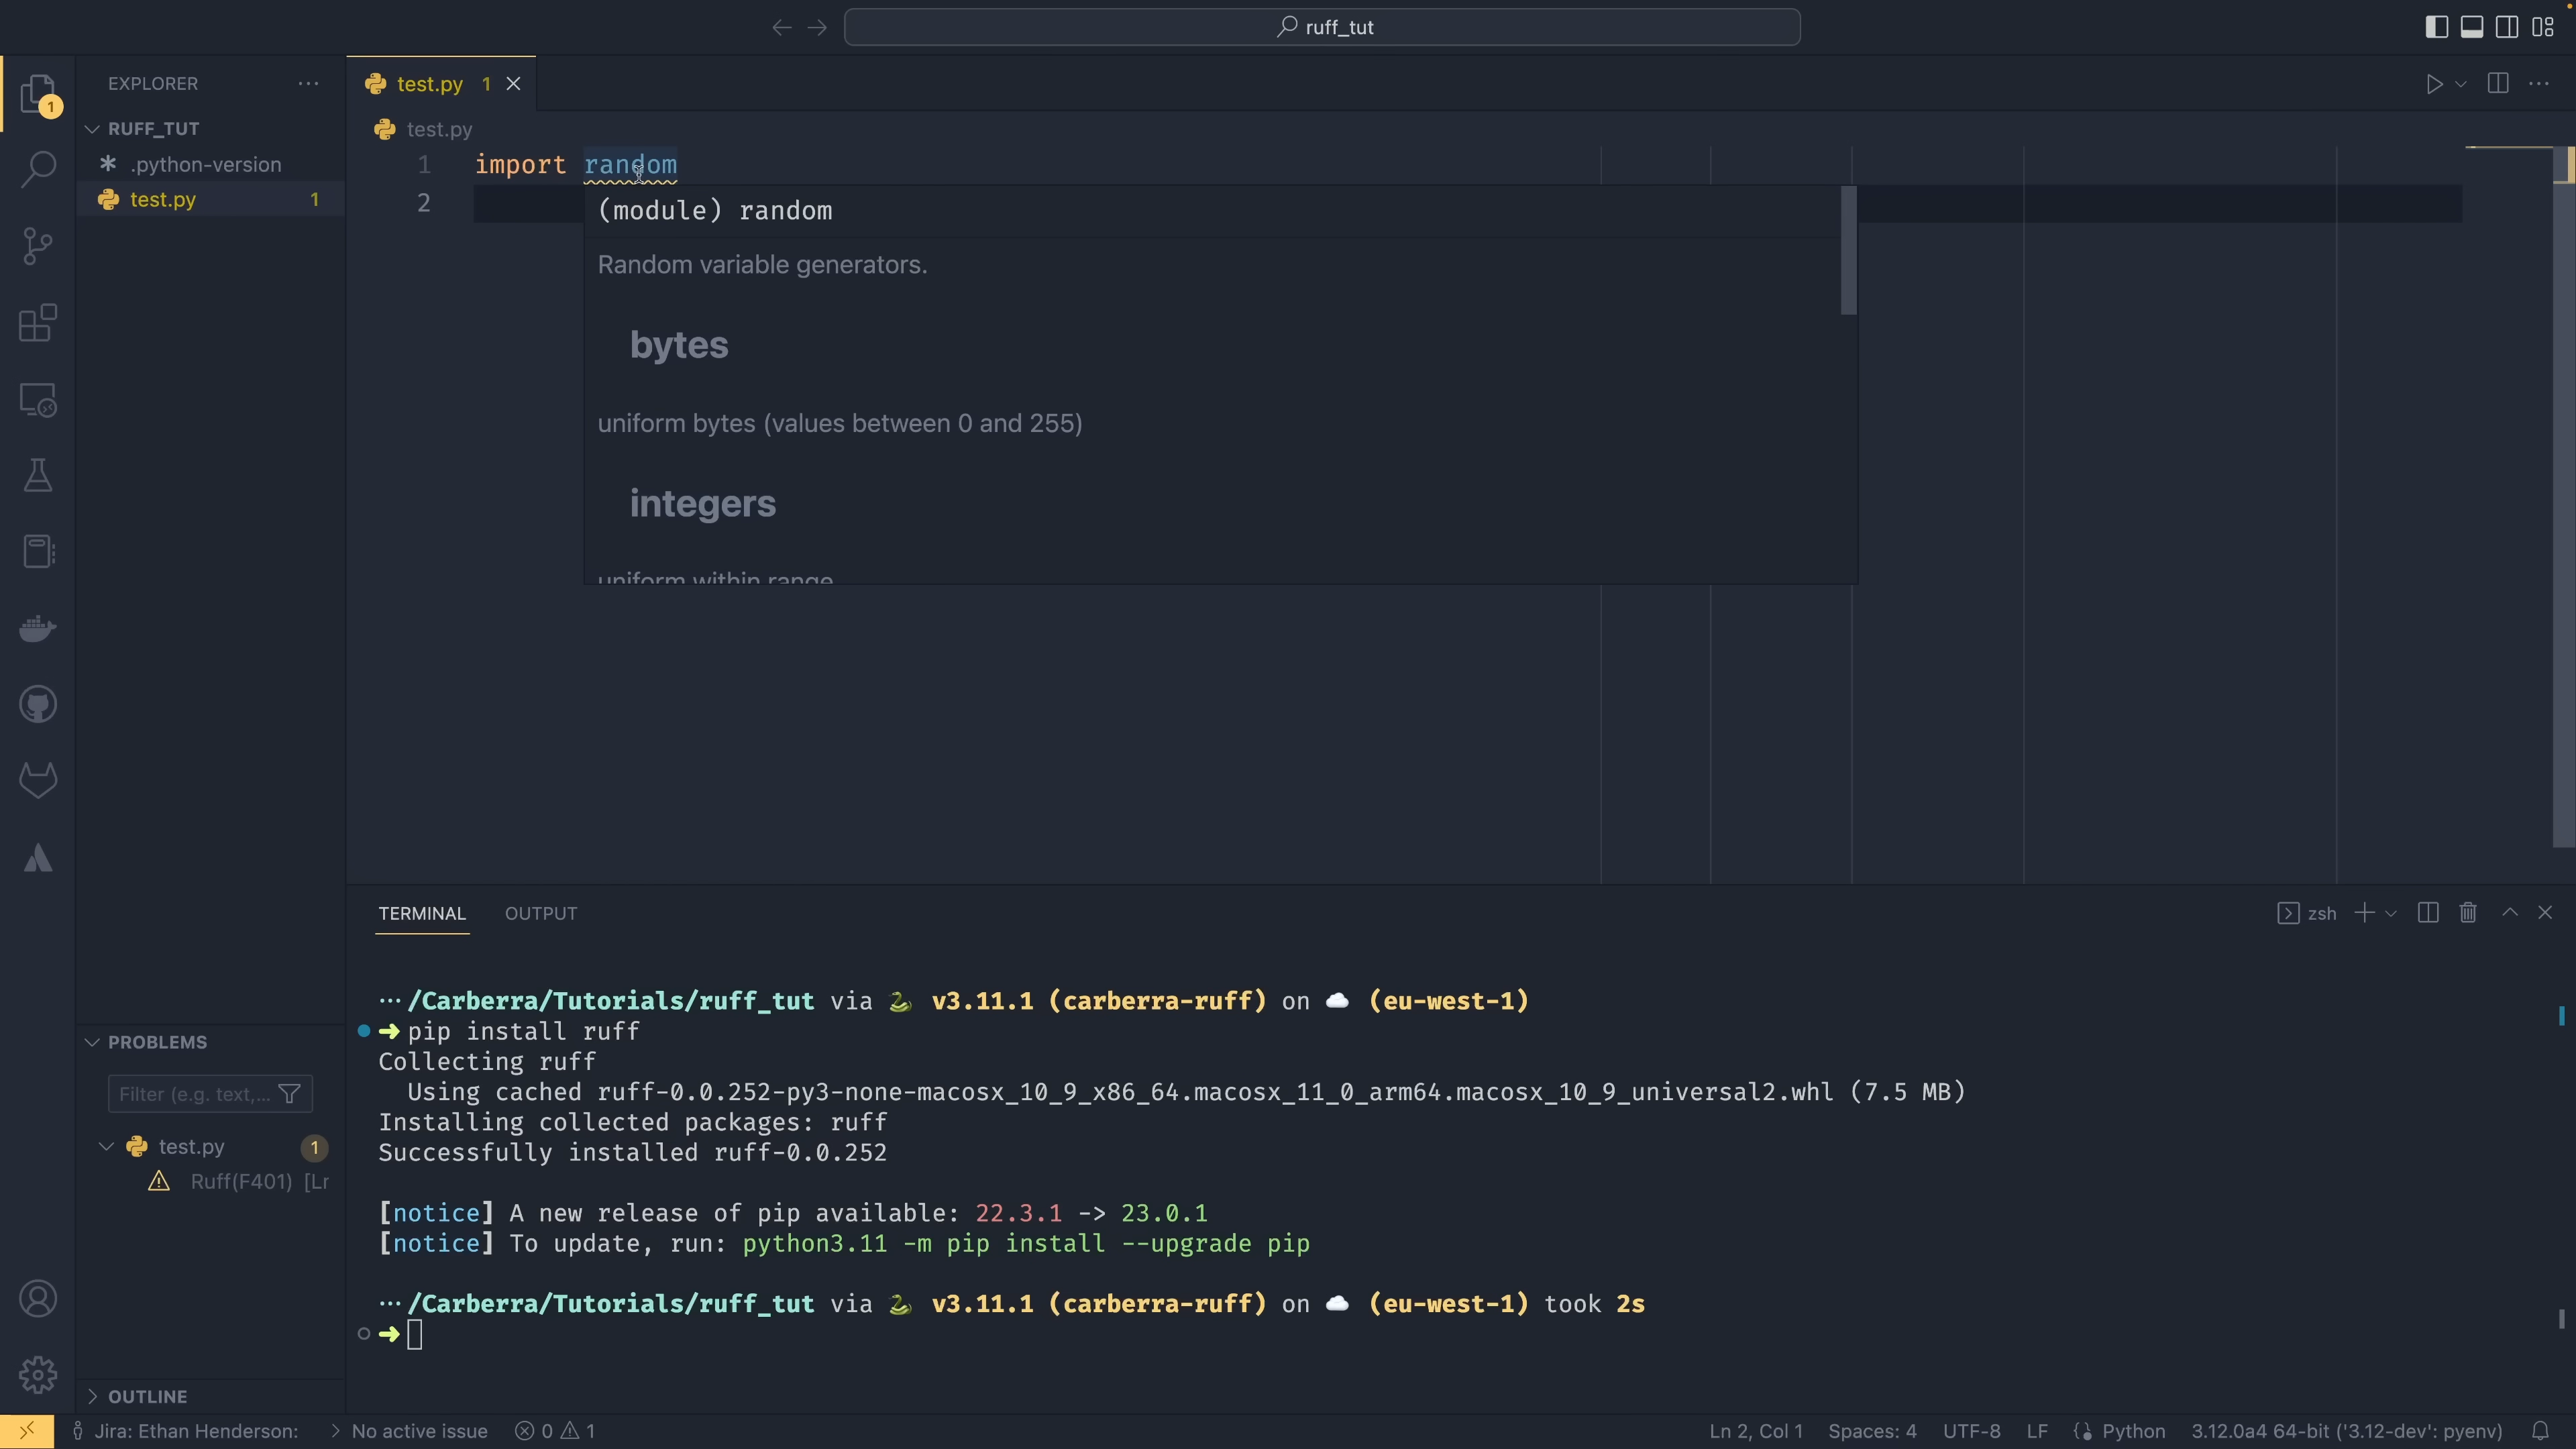 ruff_tut
EXPLORER
test.py 1
1
RUFF_TUT
.python-version
test.py 1
test.py
1 import random
2
(module) random
Random variable generators.
bytes
uniform bytes (values between 0 and 255)
integers
uniform within range
TERMINAL OUTPUT
zsh
···/Carberra/Tutorials/ruff_tut via 🐍 v3.11.1 (carberra-ruff) on ☁️ (eu-west-1)
➜ pip install ruff
Collecting ruff
Using cached ruff-0.0.252-py3-none-macosx_10_9_x86_64.macosx_11_0_arm64.macosx_10_9_universal2.whl (7.5 MB)
Installing collected packages: ruff
Successfully installed ruff-0.0.252
[notice] A new release of pip available: 22.3.1 -> 23.0.1
[notice] To update, run: python3.11 -m pip install --upgrade pip
···/Carberra/Tutorials/ruff_tut via 🐍 v3.11.1 (carberra-ruff) on ☁️ (eu-west-1) took 2s
➜
PROBLEMS
Filter (e.g. text,...
test.py 1
Ruff(F401) [Lr
OUTLINE
Jira: Ethan Henderson: > No active issue 0 1
Ln 2, Col 1 Spaces: 4 UTF-8 LF Python 3.12.0a4 64-bit ('3.12-dev': pyenv)